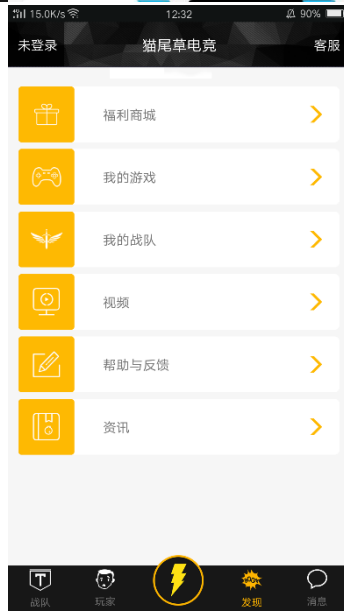 15.0K/s 12:32 90%
未登录 猫尾草电竞 客服
福利商城
我的游戏
我的战队
视频
帮助与反馈
资讯
战队 玩家 发现 消息